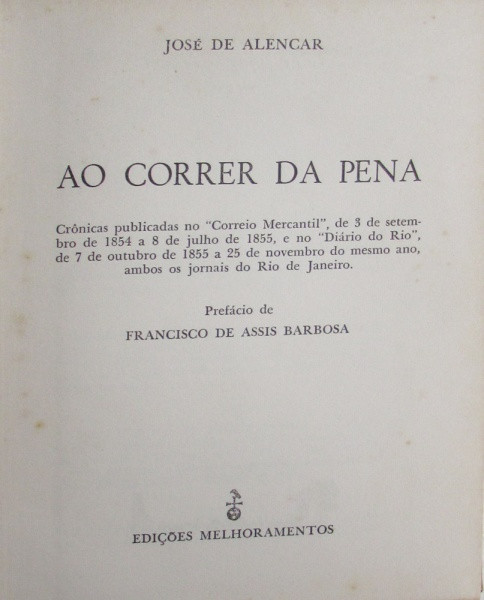 JOSÉ DE ALENCAR
AO CORRER DA PENA
Crônicas publicadas no "Correio Mercantil", de 3 de setem-
bro de 1854 a 8 de julho de 1855, e no "Diário do Rio",
de 7 de outubro de 1855 a 25 de novembro do mesmo ano,
ambos os jornais do Rio de Janeiro.
Prefácio de
FRANCISCO DE ASSIS BARBOSA
EDIÇÕES MELHORAMENTOS